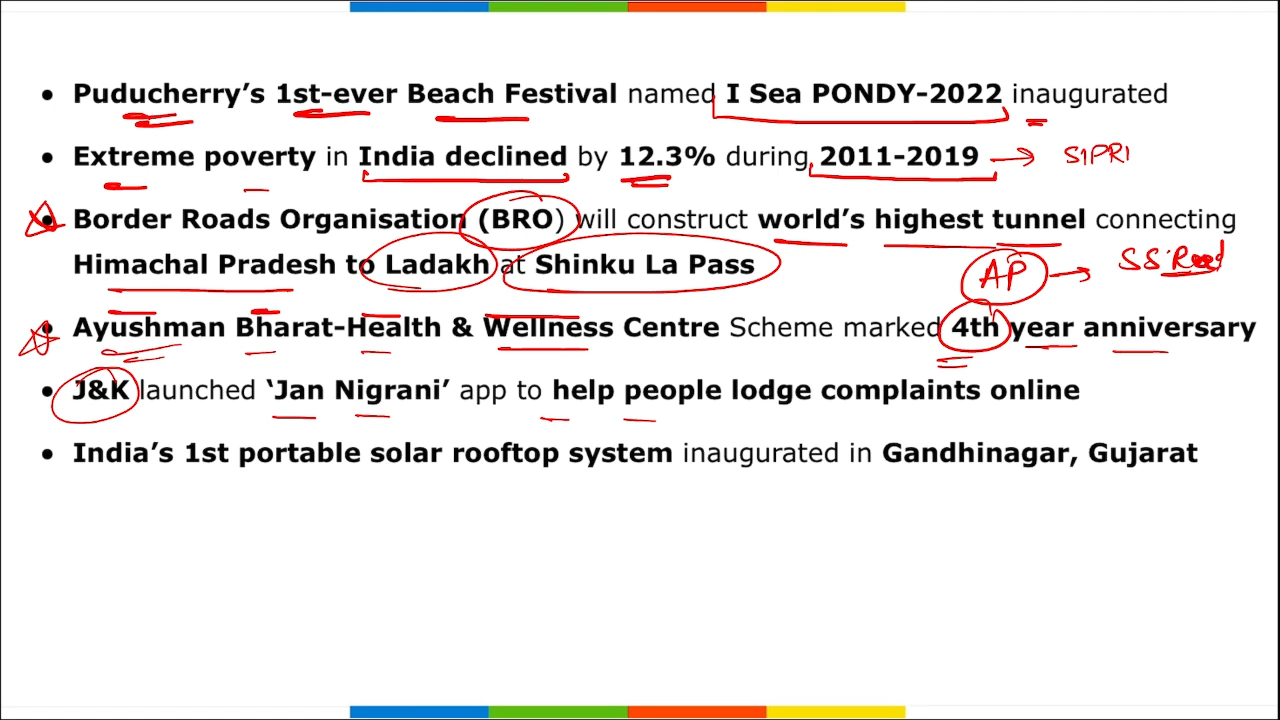 • Puducherry’s 1st-ever Beach Festival named I Sea PONDY-2022 inaugurated
• Extreme poverty in India declined by 12.3% during 2011-2019 → SIPRI
• Border Roads Organisation (BRO) will construct world’s highest tunnel connecting
Himachal Pradesh to Ladakh at Shinku La Pass
AP → SS
• Ayushman Bharat-Health & Wellness Centre Scheme marked 4th year anniversary
• J&K launched ‘Jan Nigrani’ app to help people lodge complaints online
• India’s 1st portable solar rooftop system inaugurated in Gandhinagar, Gujarat